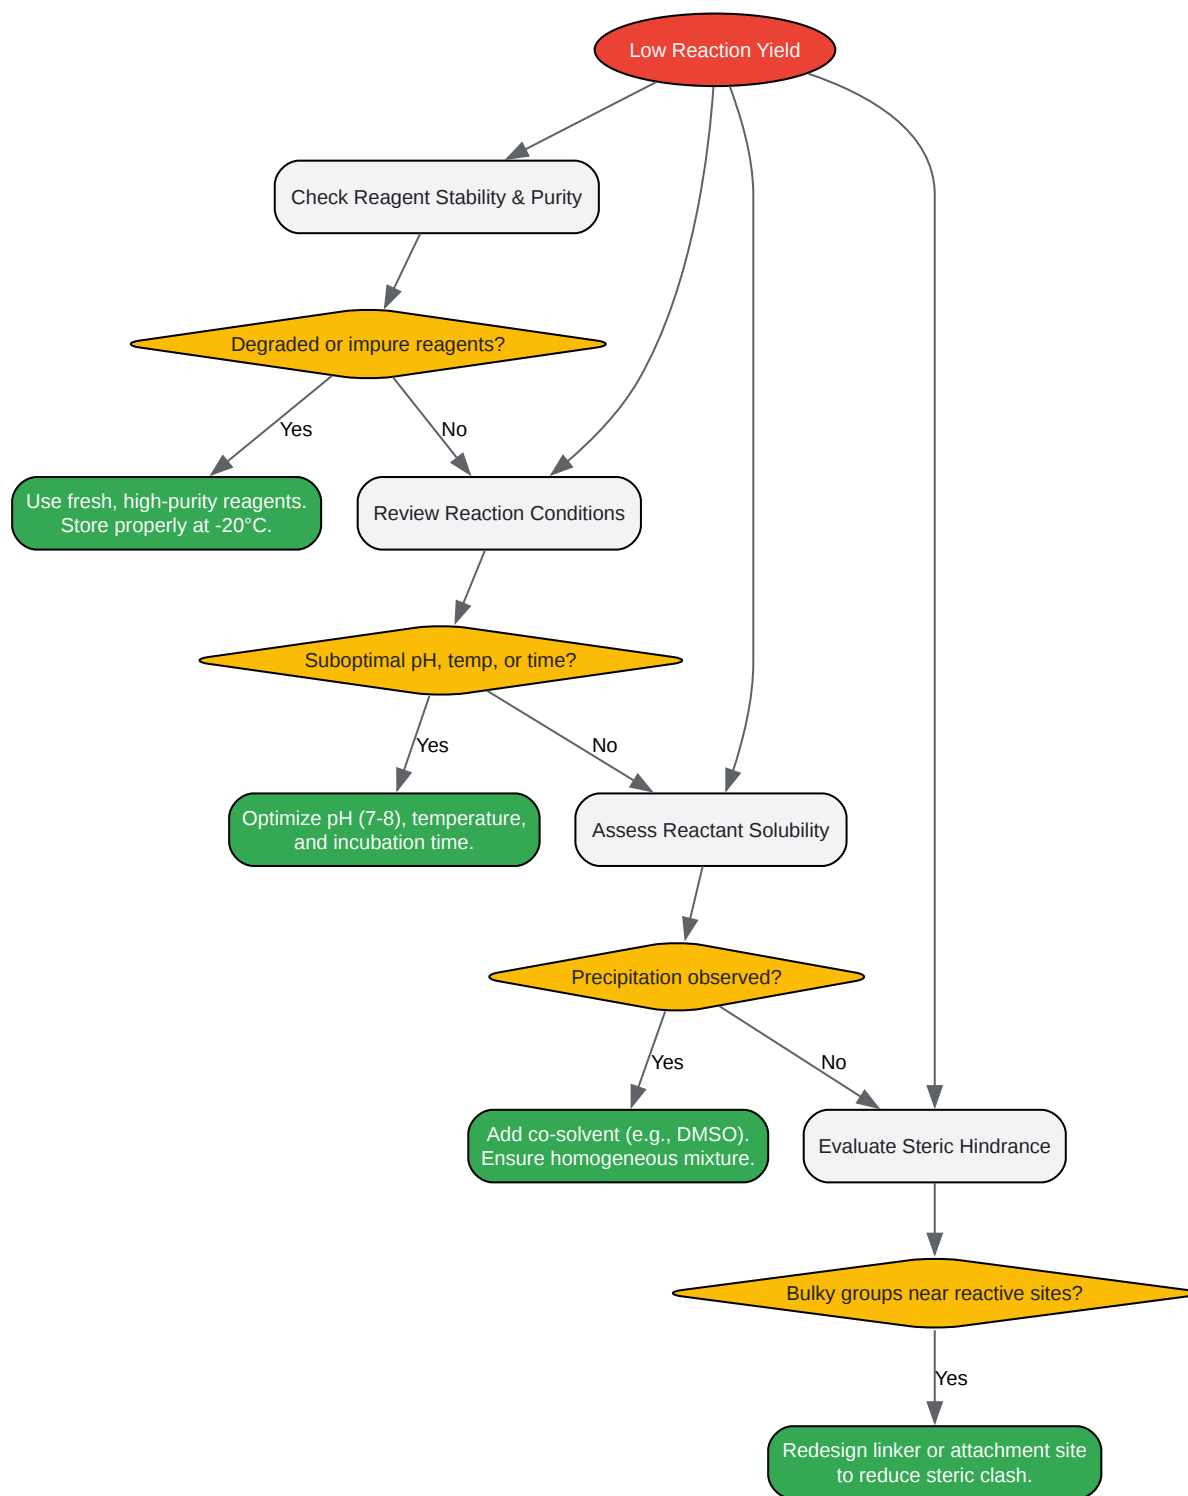 Low Reaction Yield
Check Reagent Stability & Purity
Degraded or impure reagents?
Yes
No
Use fresh, high-purity reagents.
Store properly at -20°C.
Review Reaction Conditions
Suboptimal pH, temp, or time?
Yes
No
Optimize pH (7-8), temperature,
and incubation time.
Assess Reactant Solubility
Precipitation observed?
Yes
No
Add co-solvent (e.g., DMSO).
Ensure homogeneous mixture.
Evaluate Steric Hindrance
Bulky groups near reactive sites?
Yes
Redesign linker or attachment site
to reduce steric clash.